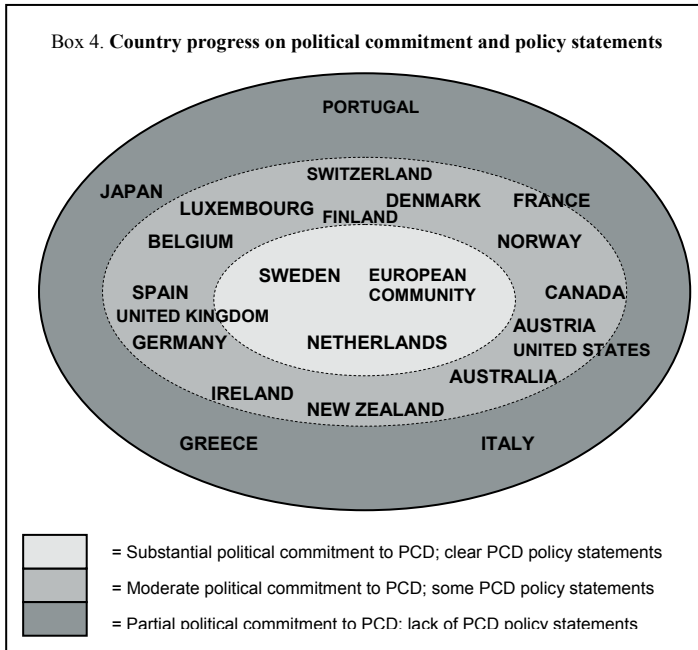 Box 4. Country progress on political commitment and policy statements
PORTUGAL
SWITZERLAND
JAPAN
DENMARK
FRANCE
LUXEMBOURG
FINLAND
BELGIUM
NORWAY
SWEDEN
EUROPEAN
COMMUNITY
SPAIN
CANADA
UNITED KINGDOM
AUSTRIA
GERMANY
NETHERLANDS
UNITED STATES
AUSTRALIA
IRELAND
NEW ZEALAND
GREECE
ITALY
= Substantial political commitment to PCD; clear PCD policy statements
= Moderate political commitment to PCD; some PCD policy statements
= Partial political commitment to PCD; lack of PCD policy statements